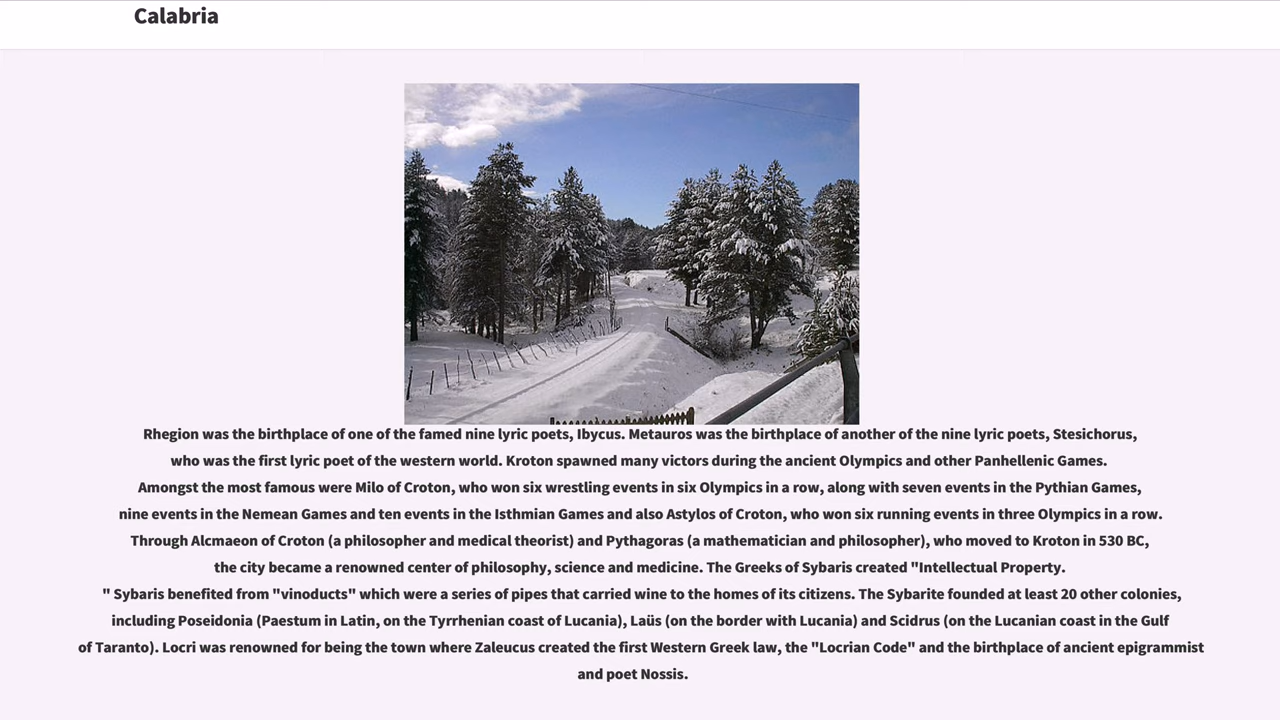 Calabria
Rhegion was the birthplace of one of the famed nine lyric poets, Ibycus. Metauros was the birthplace of another of the nine lyric poets, Stesichorus,
who was the first lyric poet of the western world. Kroton spawned many victors during the ancient Olympics and other Panhellenic Games.
Amongst the most famous were Milo of Croton, who won six wrestling events in six Olympics in a row, along with seven events in the Pythian Games,
nine events in the Nemean Games and ten events in the Isthmian Games and also Astylos of Croton, who won six running events in three Olympics in a row.
Through Alcmaeon of Croton (a philosopher and medical theorist) and Pythagoras (a mathematician and philosopher), who moved to Kroton in 530 BC,
the city became a renowned center of philosophy, science and medicine. The Greeks of Sybaris created "Intellectual Property.
" Sybaris benefited from "vinoducts" which were a series of pipes that carried wine to the homes of its citizens. The Sybarite founded at least 20 other colonies,
including Poseidonia (Paestum in Latin, on the Tyrrhenian coast of Lucania), Laüs (on the border with Lucania) and Scidrus (on the Lucanian coast in the Gulf
of Taranto). Locri was renowned for being the town where Zaleucus created the first Western Greek law, the "Locrian Code" and the birthplace of ancient epigrammist
and poet Nossis.